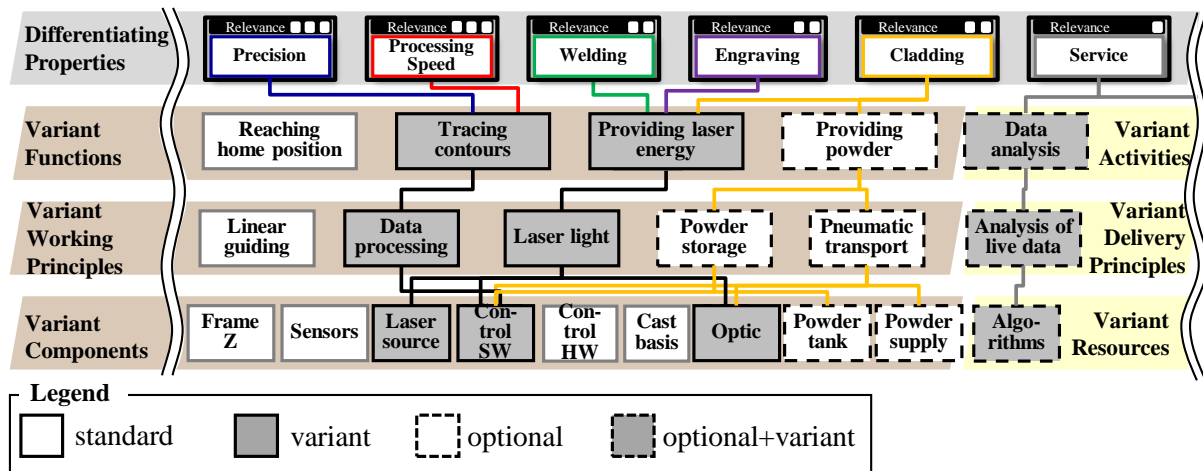 Differentiating
Properties
Relevance
Precision
Relevance
Processing
Speed
Relevance
Welding
Relevance
Engraving
Relevance
Cladding
Relevance
Service
Variant
Functions
Reaching
home position
Tracing
contours
Providing laser
energy
Providing
powder
Data
analysis
Variant
Activities
Variant
Working
Principles
Linear
guiding
Data
processing
Laser light
Powder
storage
Pneumatic
transport
Analysis of
live data
Variant
Delivery
Principles
Variant
Components
Frame
Z
Sensors
Laser
source
Con-
trol
SW
Con-
trol
HW
Cast
basis
Optic
Powder
tank
Powder
supply
Algo-
rithms
Variant
Resources
Legend
standard
variant
optional
optional+variant